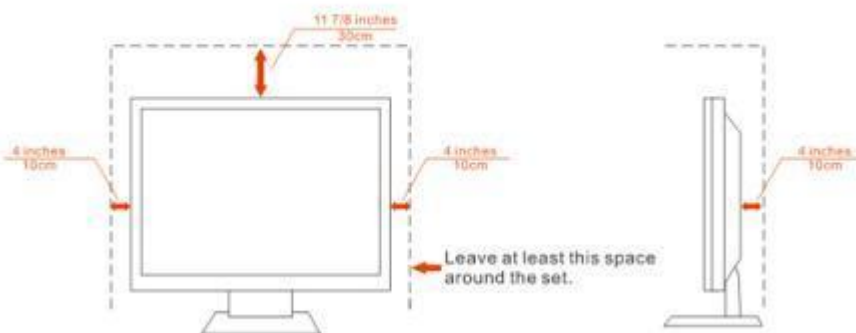 11 7/8 inches
30cm
4 inches
10cm
4 inches
10cm
4 inches
10cm
Leave at least this space
around the set.